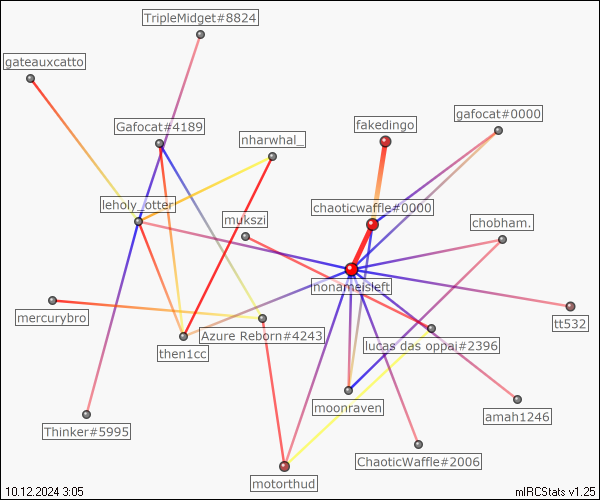 TripleMidget#8824
gateauxcatto
gafocat#0000
Gafocat#4189
fakedingo
nharwhal_
leholy_otter
chaoticwaffle#0000
mukszi
chobham.
nonameisleft
mercurybro
tt532
Azure Reborn#4243
lucas das oppai#2396
then1cc
moonraven
amah1246
Thinker#5995
ChaoticWaffle#2006
motorthud
10.12.2024 3:05
mIRCStats v1.25